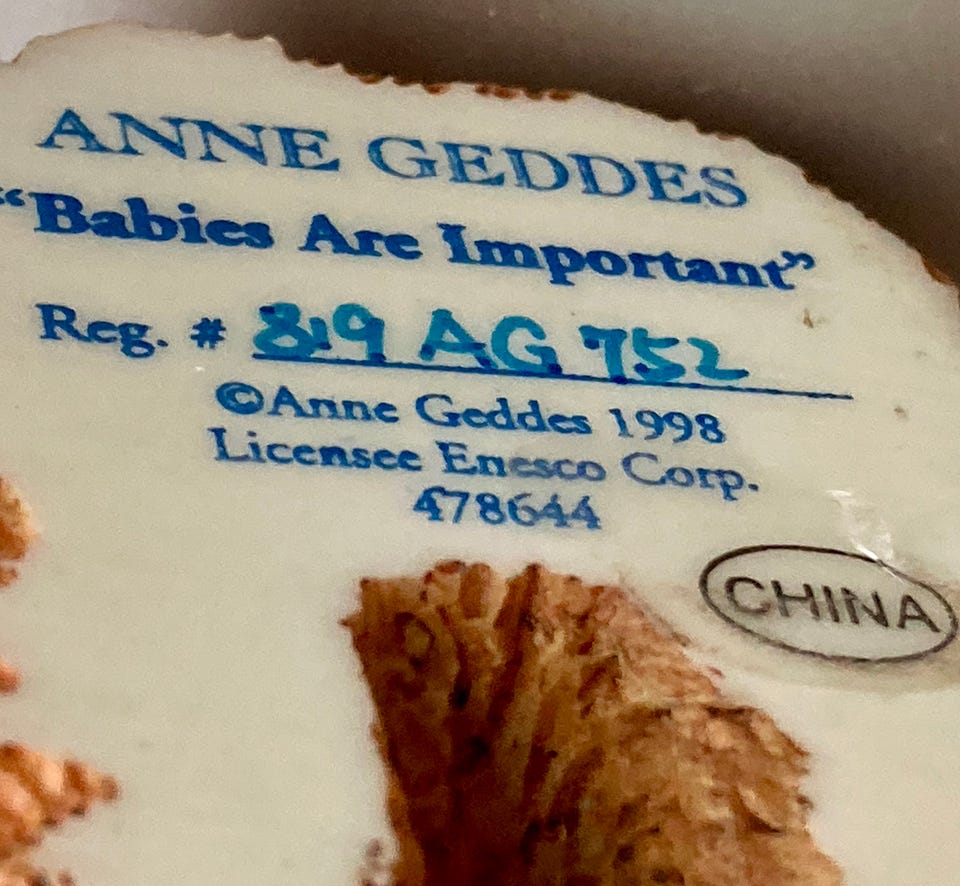 ANNE GEDDES
“Babies Are Important”
Reg. # 819 AG 752
©Anne Geddes 1998
Licensee Enesco Corp.
478644
CHINA